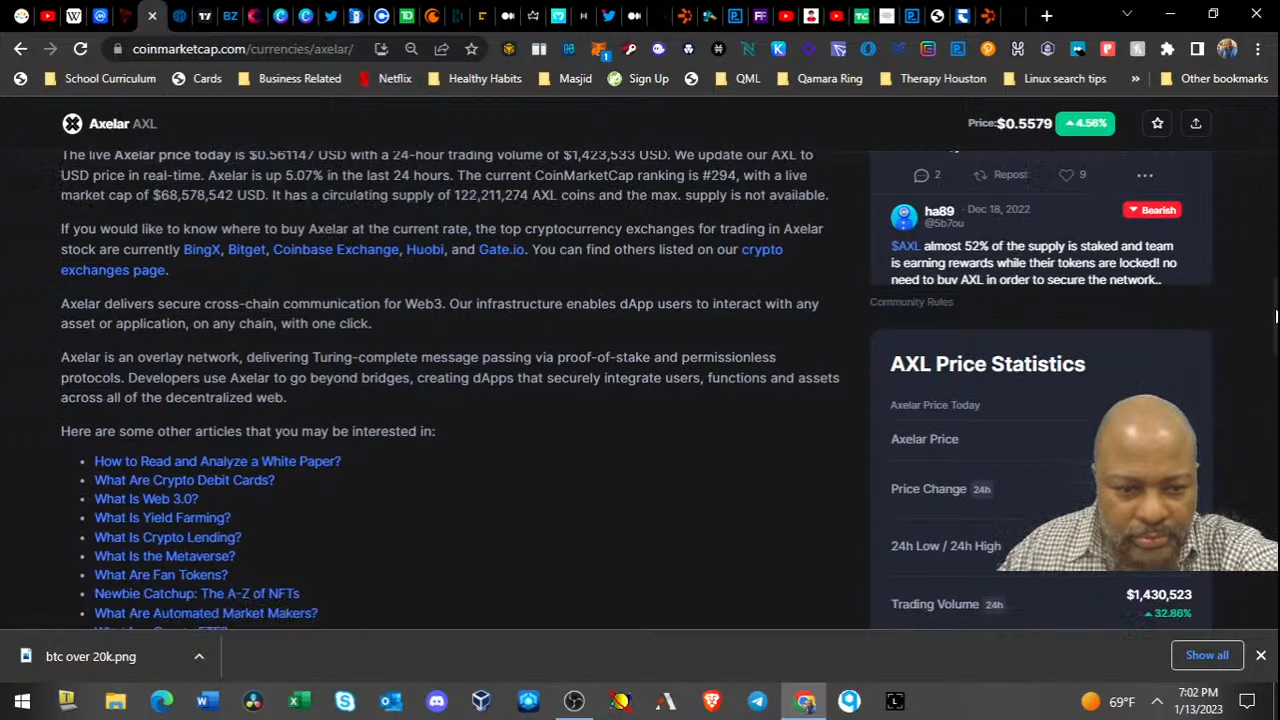 BZ
TD
FF
coinmarketcap.com/currencies/axelar/
1
School Curriculum
Cards
Business Related
Netflix
Healthy Habits
Masjid
Sign Up
QML
Qamara Ring
Therapy Houston
Linux search tips
»
Other bookmarks
Axelar AXL
Price:$0.5579
4.56%
The live Axelar price today is $0.561147 USD with a 24-hour trading volume of $1,423,533 USD. We update our AXL to
USD price in real-time. Axelar is up 5.07% in the last 24 hours. The current CoinMarketCap ranking is #294, with a live
market cap of $68,578,542 USD. It has a circulating supply of 122,211,274 AXL coins and the max. supply is not available.
If you would like to know where to buy Axelar at the current rate, the top cryptocurrency exchanges for trading in Axelar
stock are currently BingX, Bitget, Coinbase Exchange, Huobi, and Gate.io. You can find others listed on our crypto
exchanges page.
Axelar delivers secure cross-chain communication for Web3. Our infrastructure enables dApp users to interact with any
asset or application, on any chain, with one click.
Axelar is an overlay network, delivering Turing-complete message passing via proof-of-stake and permissionless
protocols. Developers use Axelar to go beyond bridges, creating dApps that securely integrate users, functions and assets
across all of the decentralized web.
Here are some other articles that you may be interested in:
• How to Read and Analyze a White Paper?
• What Are Crypto Debit Cards?
• What Is Web 3.0?
• What Is Yield Farming?
• What Is Crypto Lending?
• What Is the Metaverse?
• What Are Fan Tokens?
• Newbie Catchup: The A-Z of NFTs
• What Are Automated Market Makers?
2
Repost
9
•••
ha89 · Dec 18, 2022
Bearish
@5b7ou
$AXL almost 52% of the supply is staked and team
is earning rewards while their tokens are locked! no
need to buy AXL in order to secure the network..
Community Rules
AXL Price Statistics
Axelar Price Today
Axelar Price
Price Change 24h
24h Low / 24h High
Trading Volume 24h
$1,430,523
32.86%
btc over 20k.png
Show all
69°F
7:02 PM
1/13/2023